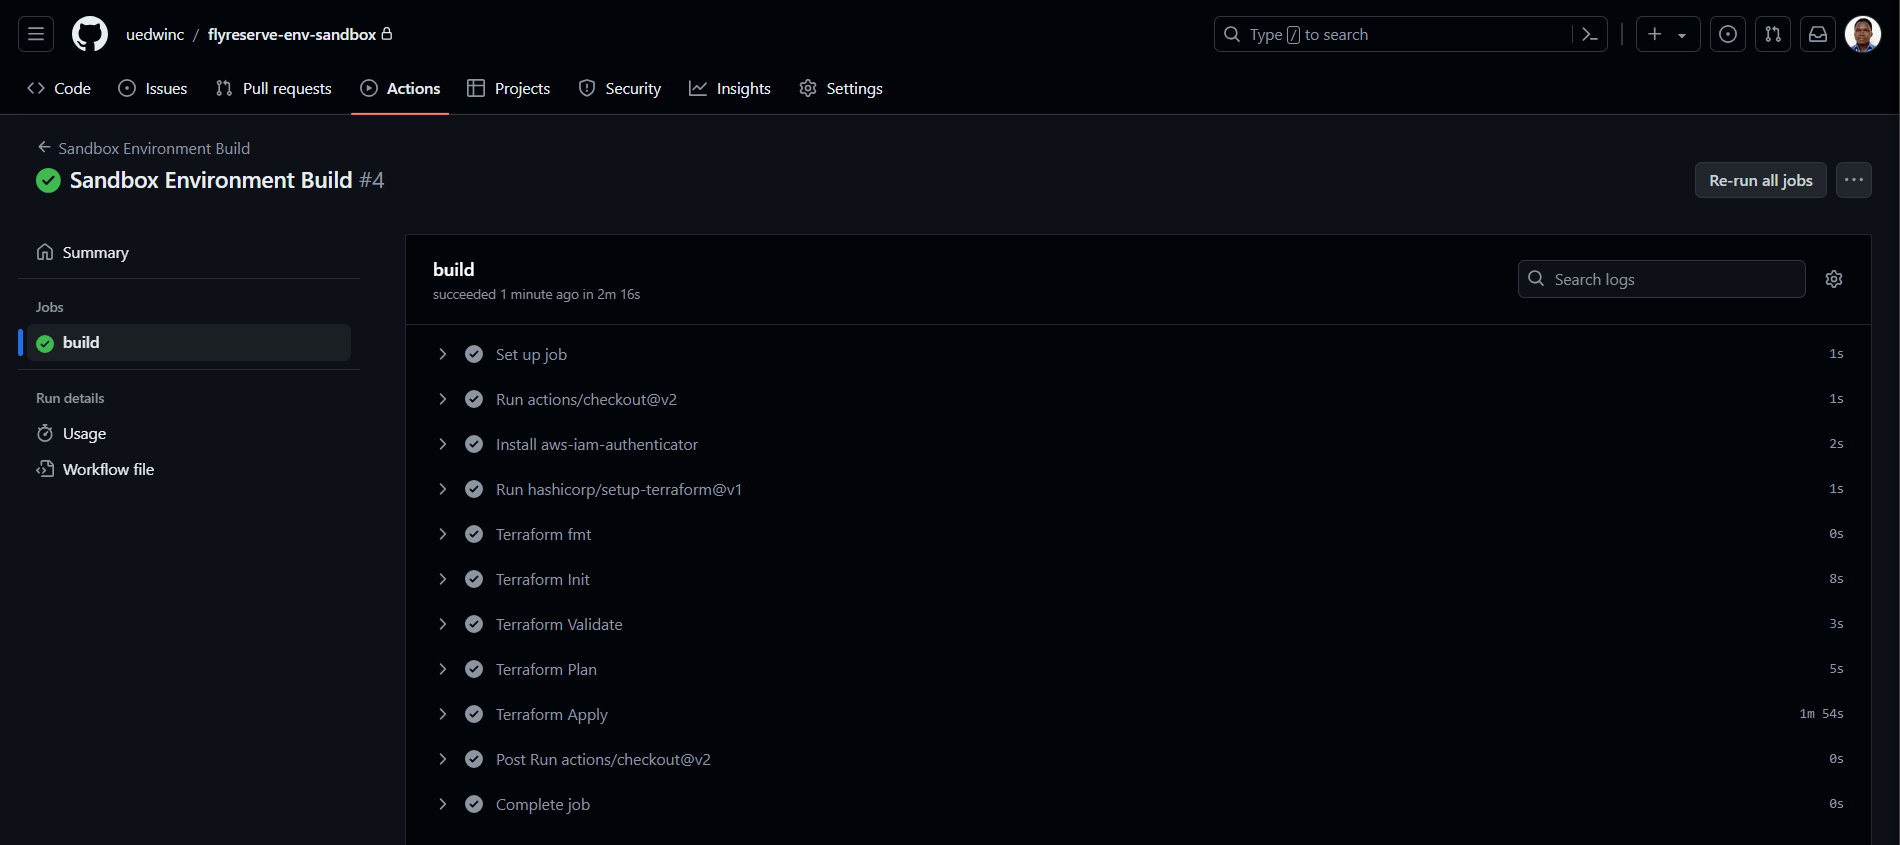 uedwinc / flyreserve-env-sandbox
Type / to search
Code Issues Pull requests Actions Projects Security Insights Settings
Sandbox Environment Build
Sandbox Environment Build #4
Re-run all jobs
Summary
Jobs
build
Run details
Usage
Workflow file
build
succeeded 1 minute ago in 2m 16s
Search logs
Set up job 1s
Run actions/checkout@v2 1s
Install aws-iam-authenticator 2s
Run hashicorp/setup-terraform@v1 1s
Terraform fmt 0s
Terraform Init 8s
Terraform Validate 3s
Terraform Plan 5s
Terraform Apply 1m 54s
Post Run actions/checkout@v2 0s
Complete job 0s